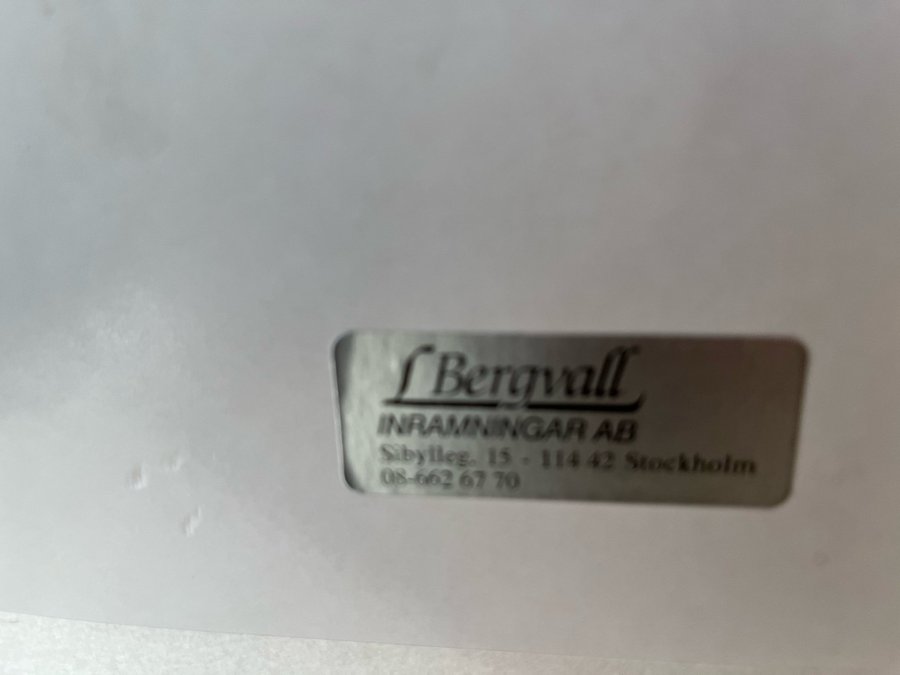 Bergvall
INRAMNINGAR AB
Sibylleg. 15 - 114 42 Stockholm
08-662 67 70